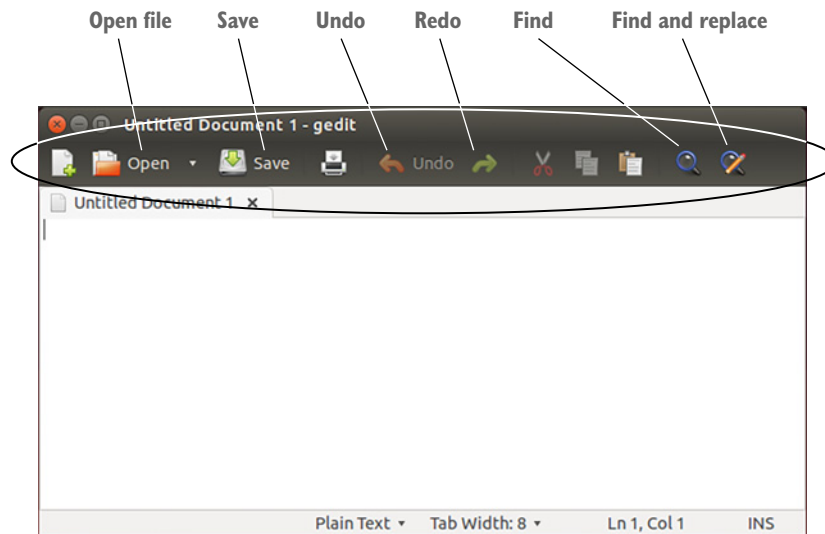 Open file Save Undo Redo Find Find and replace
Untitled Document 1 - gedit
Open Save Undo
Untitled Document 1
Plain Text Tab Width: 8 Ln 1, Col 1 INS